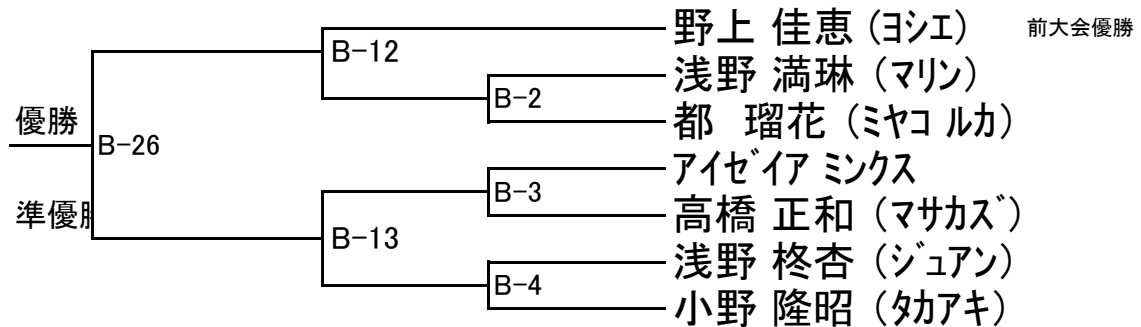 野上 佳恵 (ヨシエ) 前大会優勝
B-12
浅野 満琳 (マリン)
B-2
都 瑠花 (ミヤコ ルカ)
優勝
B-26
アイゼイア ミンクス
B-3
準優勝
高橋 正和 (マサカズ)
B-13
浅野 柊杏 (ジュアン)
B-4
小野 隆昭 (タカアキ)